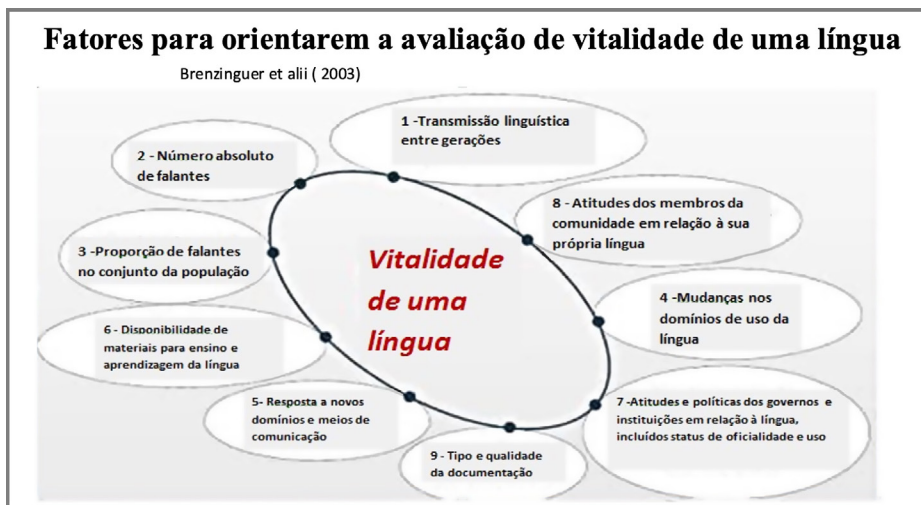 Fatores para orientarem a avaliação de vitalidade de uma língua
Brenzinguer et alii ( 2003)
1 -Transmissão linguística
entre gerações
2 - Número absoluto
de falantes
8 - Atitudes dos membros da
comunidade em relação à sua
própria língua
3 -Proporção de falantes
no conjunto da população
Vitalidade
de uma
língua
4 -Mudanças nos
domínios de uso da
língua
6 - Disponibilidade de
materiais para ensino e
aprendizagem da língua
5- Resposta a novos
domínios e meios de
comunicação
7 -Atitudes e políticas dos governos e
instituições em relação à língua,
incluídos status de oficialidade e uso
9 - Tipo e qualidade
da documentação